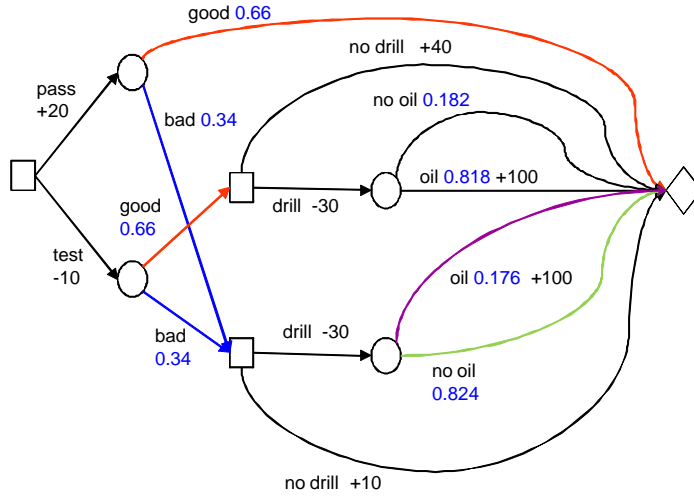 good 0.66
no drill +40
pass
+20
no oil 0.182
bad 0.34
good
0.66
drill -30
oil 0.818 +100
test
-10
oil 0.176 +100
bad
0.34
drill -30
no oil
0.824
no drill +10